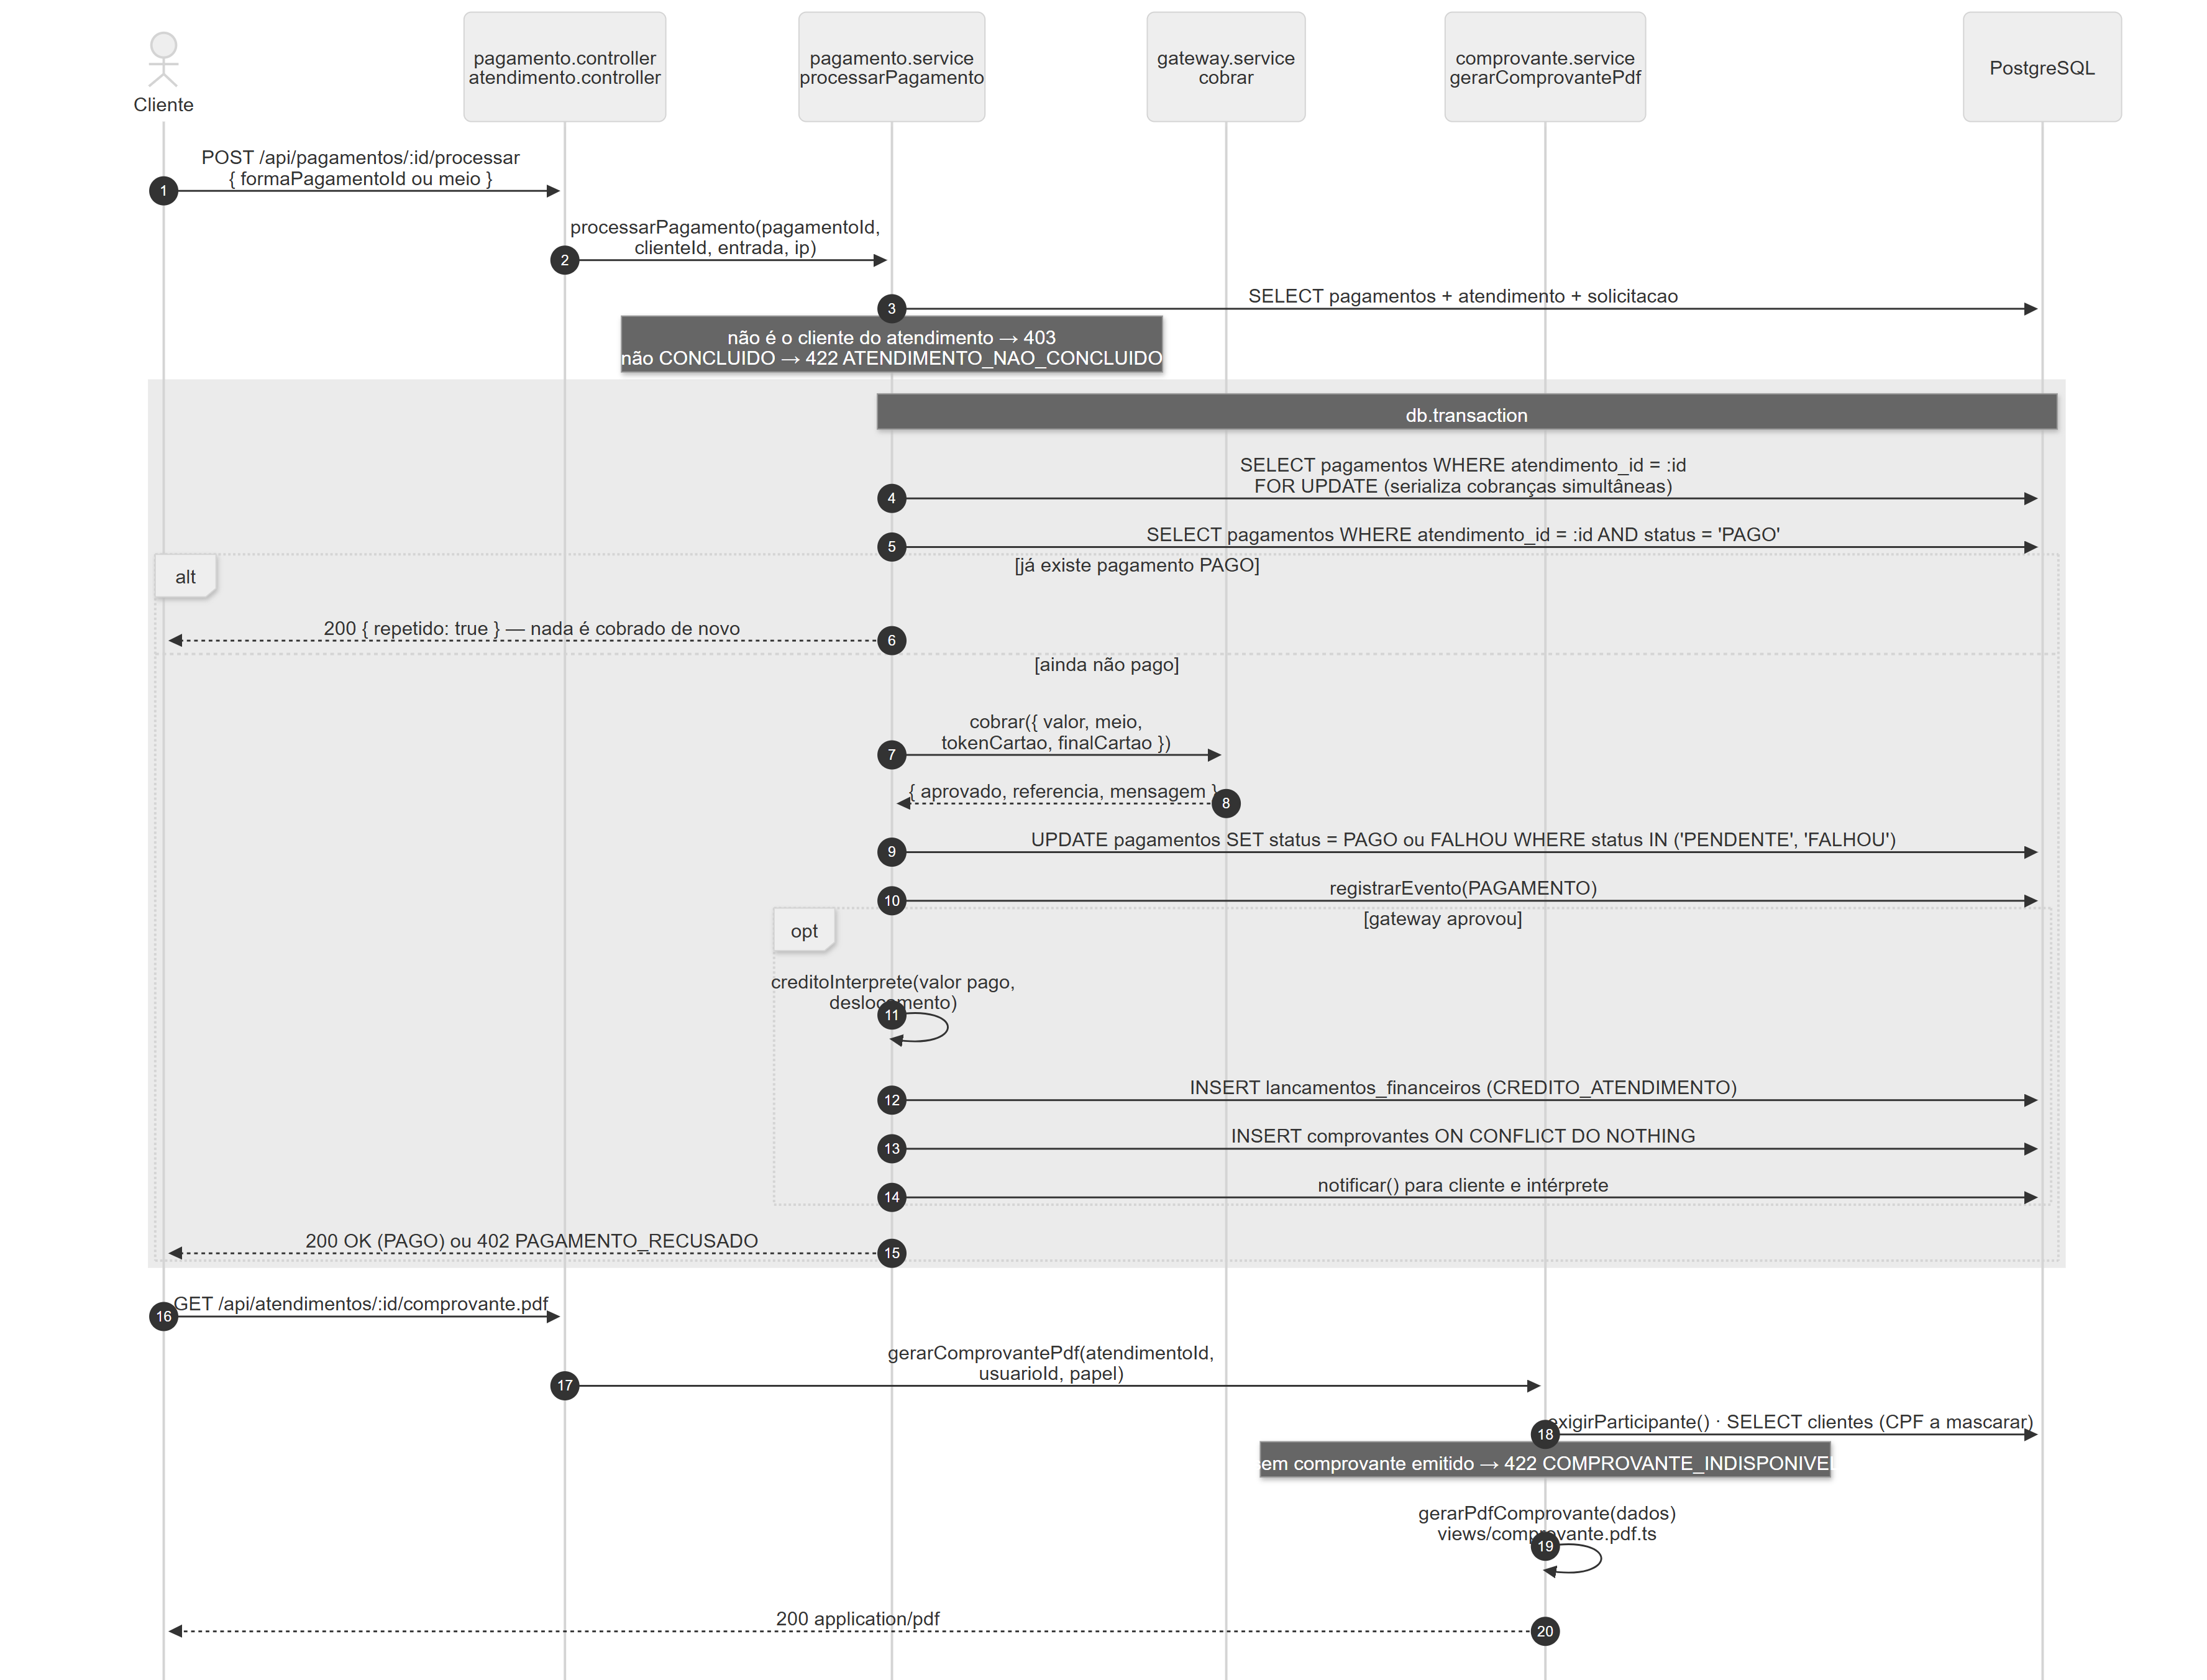 Cliente
pagamento.controller
atendimento.controller
pagamento.service
processarPagamento
gateway.service
cobrar
comprovante.service
gerarComprovantePdf
PostgreSQL
POST /api/pagamentos/:id/processar
{ formaPagamentoId ou meio }
1
processarPagamento(pagamentoId,
clienteId, entrada, ip)
2
SELECT pagamentos + atendimento + solicitacao
3
não é o cliente do atendimento → 403
não CONCLUIDO → 422 ATENDIMENTO_NAO_CONCLUIDO
db.transaction
SELECT pagamentos WHERE atendimento_id = :id
FOR UPDATE (serializa cobranças simultâneas)
4
SELECT pagamentos WHERE atendimento_id = :id AND status = 'PAGO'
5
alt
[já existe pagamento PAGO]
200 { repetido: true } — nada é cobrado de novo
6
[ainda não pago]
cobrar({ valor, meio,
tokenCartao, finalCartao })
7
{ aprovado, referencia, mensagem }
8
UPDATE pagamentos SET status = PAGO ou FALHOU WHERE status IN ('PENDENTE', 'FALHOU')
9
registrarEvento(PAGAMENTO)
10
opt
[gateway aprovou]
creditoInterprete(valor pago,
deslocamento)
11
INSERT lancamentos_financeiros (CREDITO_ATENDIMENTO)
12
INSERT comprovantes ON CONFLICT DO NOTHING
13
notificar() para cliente e intérprete
14
200 OK (PAGO) ou 402 PAGAMENTO_RECUSADO
15
GET /api/atendimentos/:id/comprovante.pdf
16
gerarComprovantePdf(atendimentoId,
usuarioId, papel)
17
exigirParticipante() · SELECT clientes (CPF a mascarar)
18
sem comprovante emitido → 422 COMPROVANTE_INDISPONIVEL
gerarPdfComprovante(dados)
views/comprovante.pdf.ts
19
200 application/pdf
20